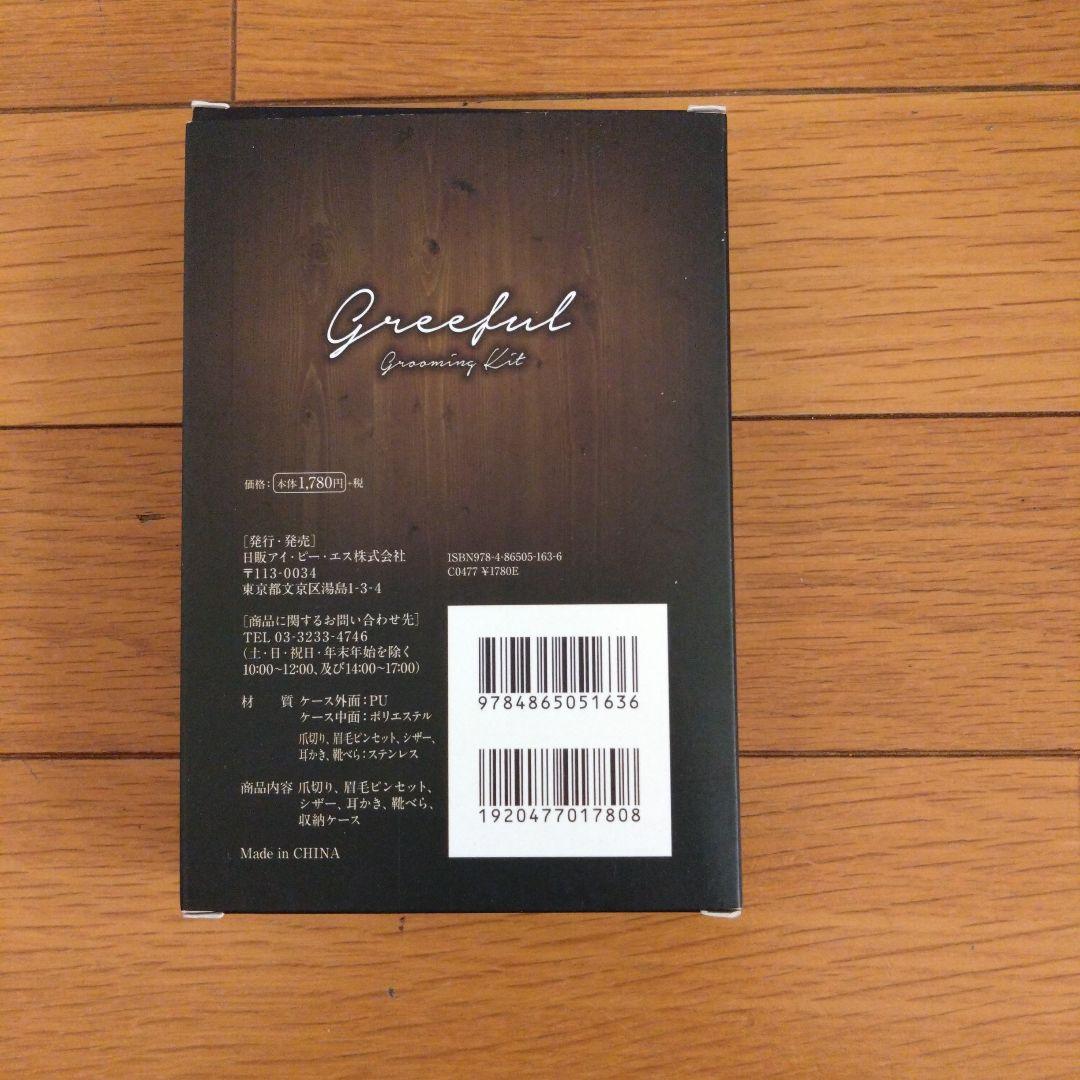 Greeful
Grooming Kit
価格：本体1,780円+税
［発行・発売］
日販アイ・ピー・エス株式会社
〒113-0034
東京都文京区湯島1-3-4
ISBN978-4-86505-163-6
C0477 ¥1780E
［商品に関するお問い合わせ先］
TEL 03-3233-4746
（土・日・祝日・年末年始を除く
10:00~12:00、及び14:00~17:00）
材　質 ケース外面：PU
ケース中面：ポリエステル
爪切り、眉毛ピンセット、シザー、
耳かき、靴べら：ステンレス
商品内容 爪切り、眉毛ピンセット、
シザー、耳かき、靴べら、
収納ケース
Made in CHINA
9784865051636
1920477017808